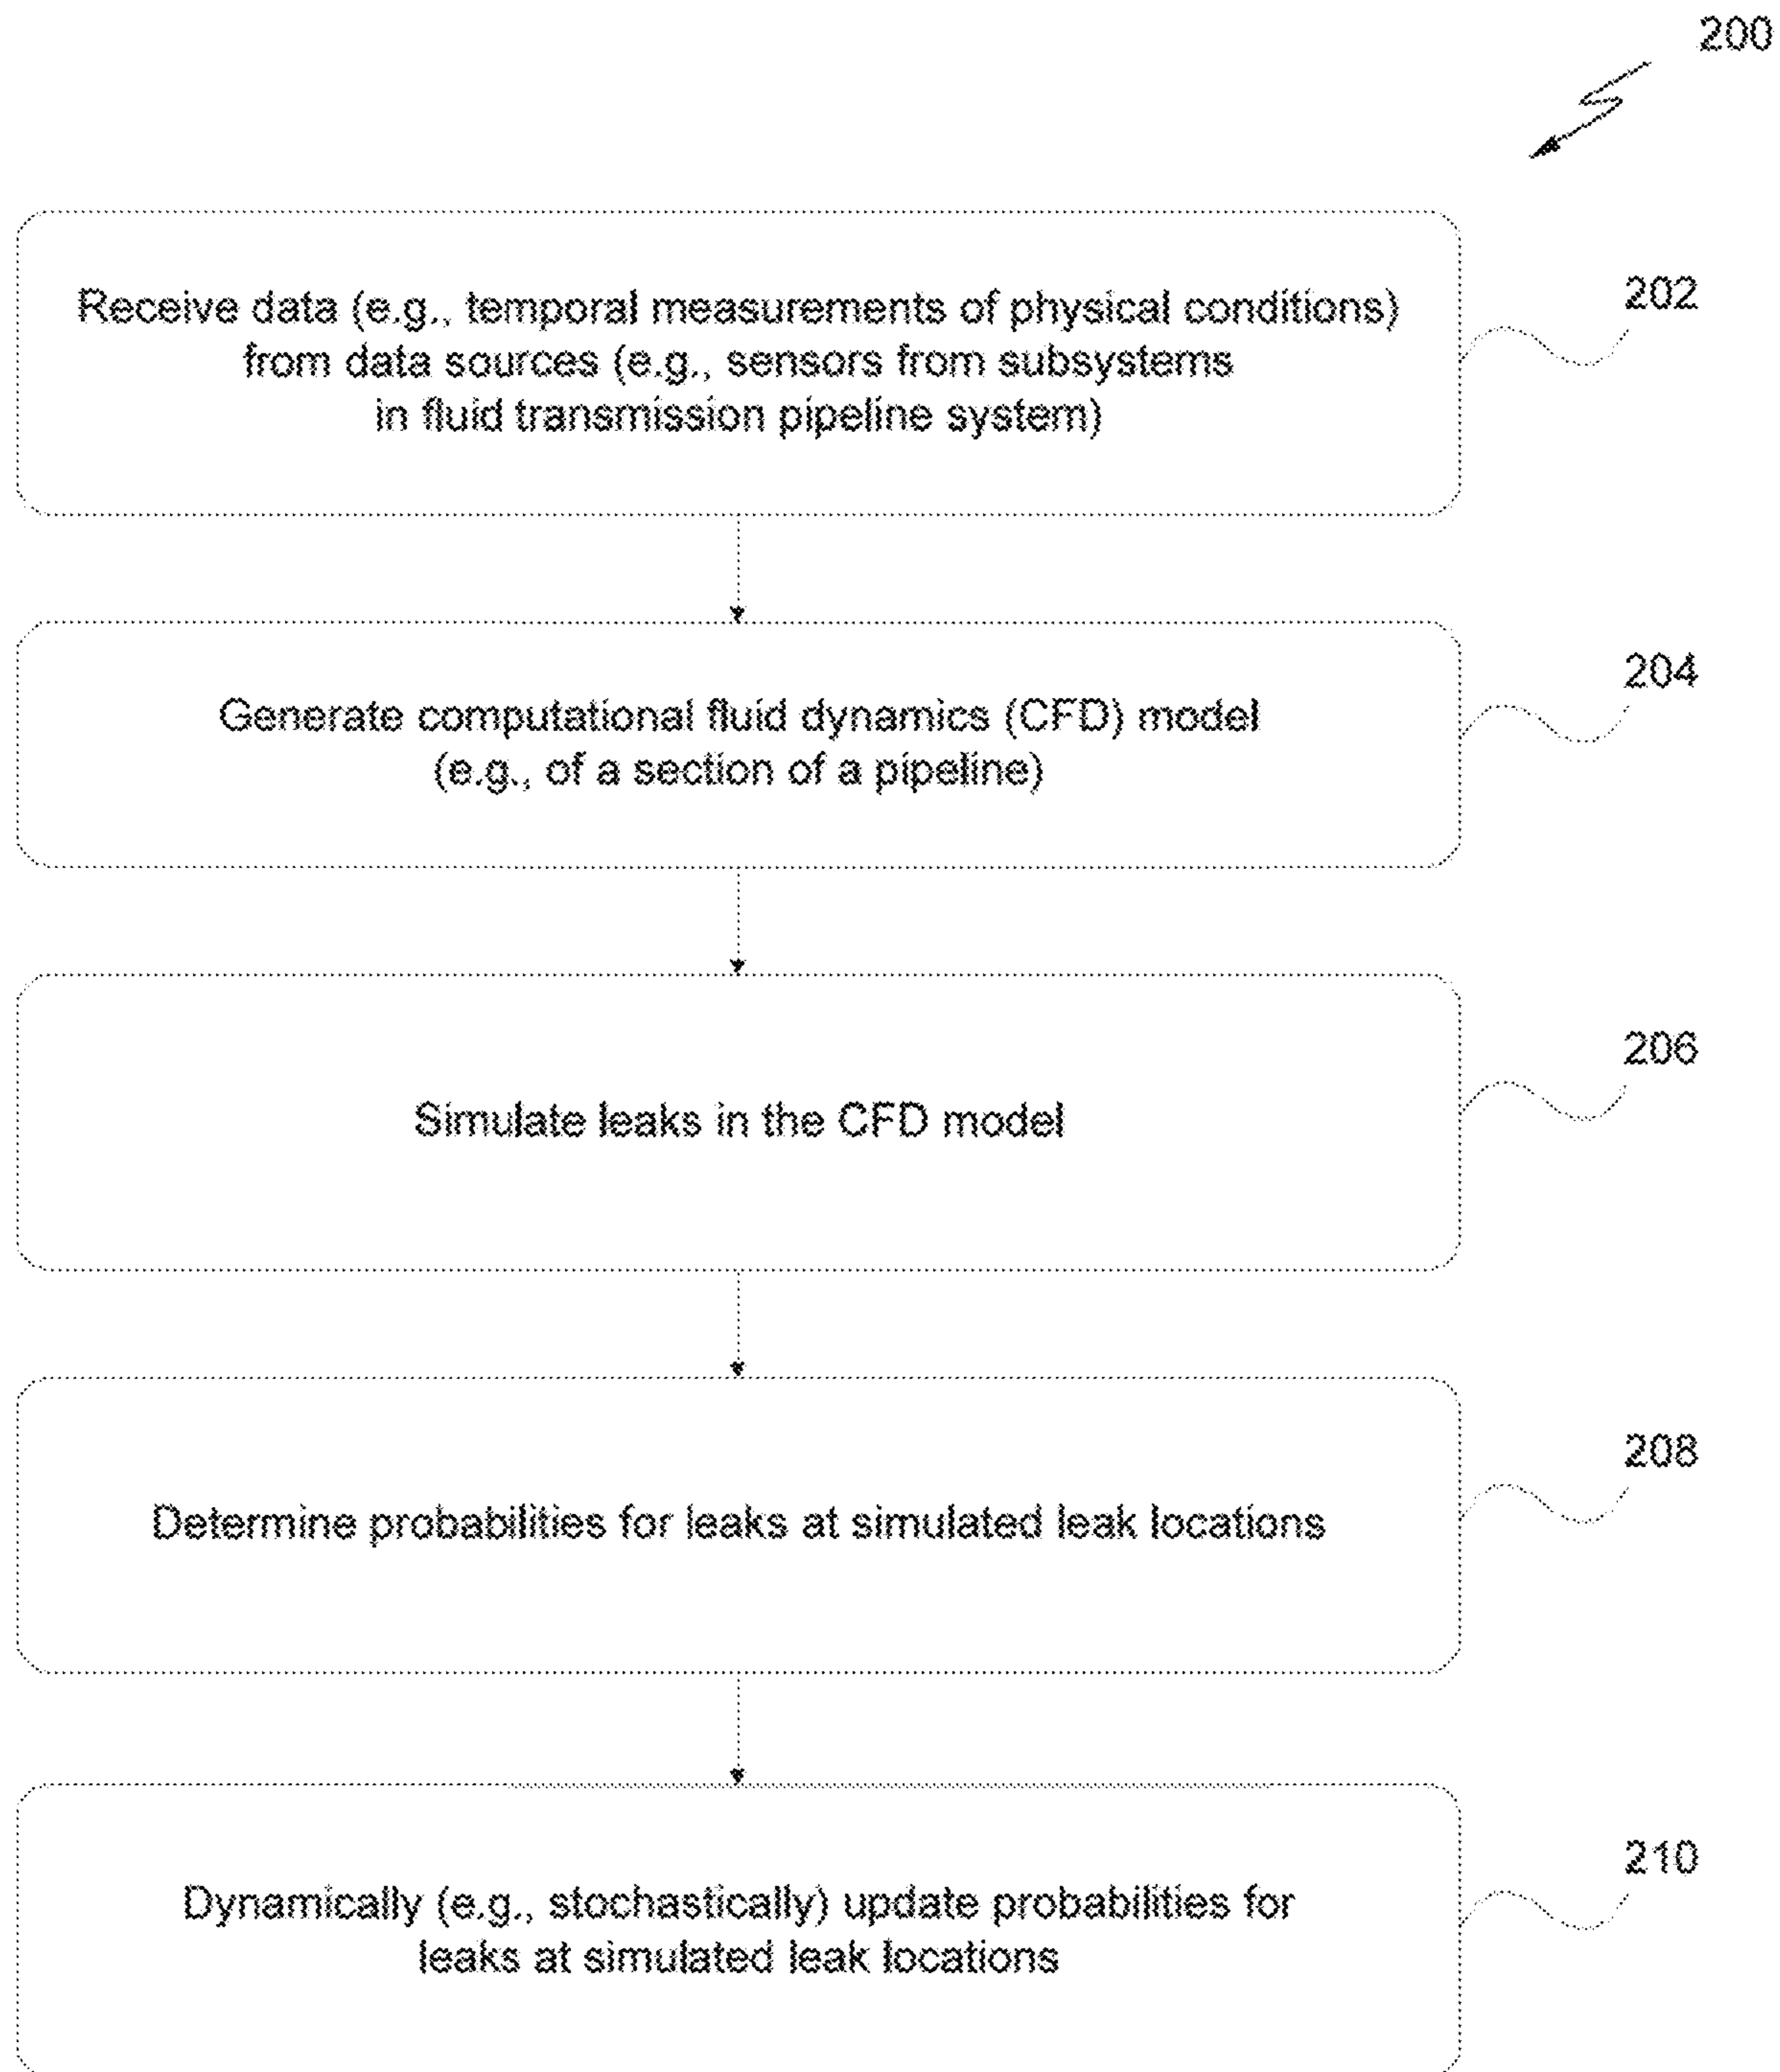 200
Receive data (e.g., temporal measurements of physical conditions)
from data sources (e.g., sensors from subsystems
in fluid transmission pipeline system)
202
Generate computational fluid dynamics (CFD) model
(e.g., of a section of a pipeline)
204
Simulate leaks in the CFD model
206
Determine probabilities for leaks at simulated leak locations
208
Dynamically (e.g., stochastically) update probabilities for
leaks at simulated leak locations
210